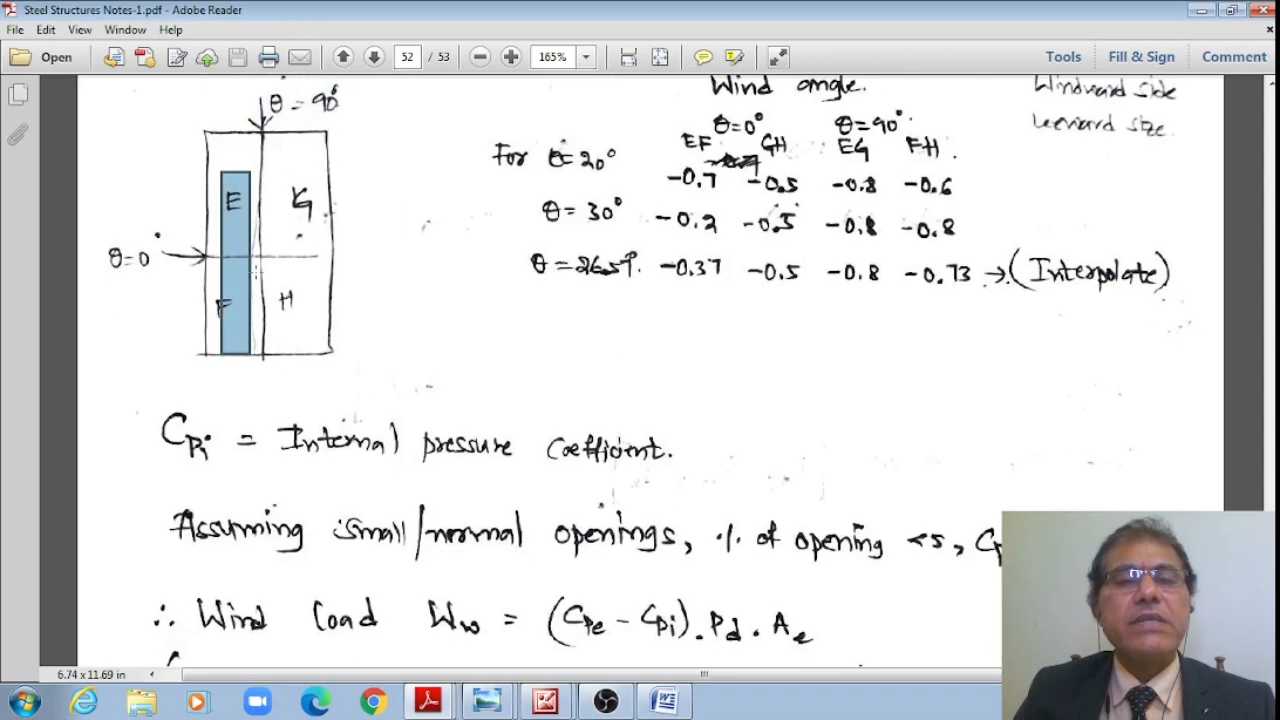 Steel Structures Notes-1.pdf - Adobe Reader
File Edit View Window Help
Open 52 / 53 165% Tools Fill & Sign Comment
Wind angle.
Windward side
Leeward size
θ = 90°
θ=0° θ=90°
EF GH EG FH
For θ= 20° -0.7 -0.5 -0.8 -0.6
θ= 30° -0.2 -0.5 -0.8 -0.8
θ = 26.57° -0.37 -0.5 -0.8 -0.73 → (Interpolate)
E G
θ=0°
F H
Cpi = Internal pressure Coefficient.
Assuming small/normal openings, % of opening <5, Cp
∴ Wind load Ww = (Cpe - Cpi) . Pd . Ae
6.74 x 11.69 in